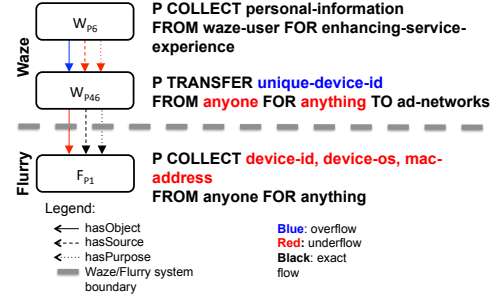 Waze
W_P6
P COLLECT personal-information
FROM waze-user FOR enhancing-service-
experience
W_P46
P TRANSFER unique-device-id
FROM anyone FOR anything TO ad-networks
Flurry
F_P1
P COLLECT device-id, device-os, mac-
address
FROM anyone FOR anything
Legend:
hasObject
hasSource
hasPurpose
Waze/Flurry system
boundary
Blue: overflow
Red: underflow
Black: exact
flow